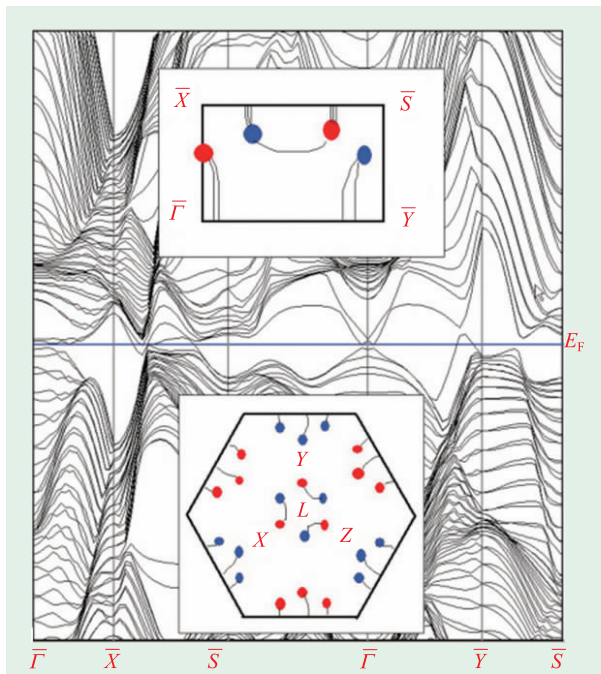 X̅ S̅
Γ̅ Y̅
E_F
Y
L
X Z
Γ̅ X̅ S̅ Γ̅ Y̅ S̅